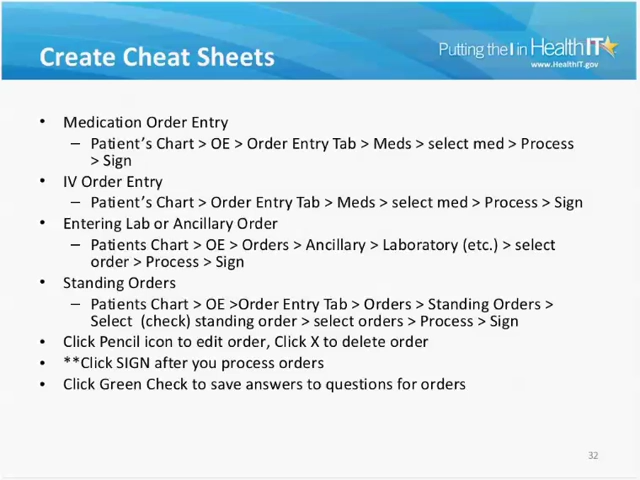 Create Cheat Sheets
Putting the I in HealthIT
www.HealthIT.gov
• Medication Order Entry
– Patient's Chart > OE > Order Entry Tab > Meds > select med > Process
> Sign
• IV Order Entry
– Patient's Chart > Order Entry Tab > Meds > select med > Process > Sign
• Entering Lab or Ancillary Order
– Patients Chart > OE > Orders > Ancillary > Laboratory (etc.) > select
order > Process > Sign
• Standing Orders
– Patients Chart > OE >Order Entry Tab > Orders > Standing Orders >
Select (check) standing order > select orders > Process > Sign
• Click Pencil icon to edit order, Click X to delete order
• **Click SIGN after you process orders
• Click Green Check to save answers to questions for orders
32